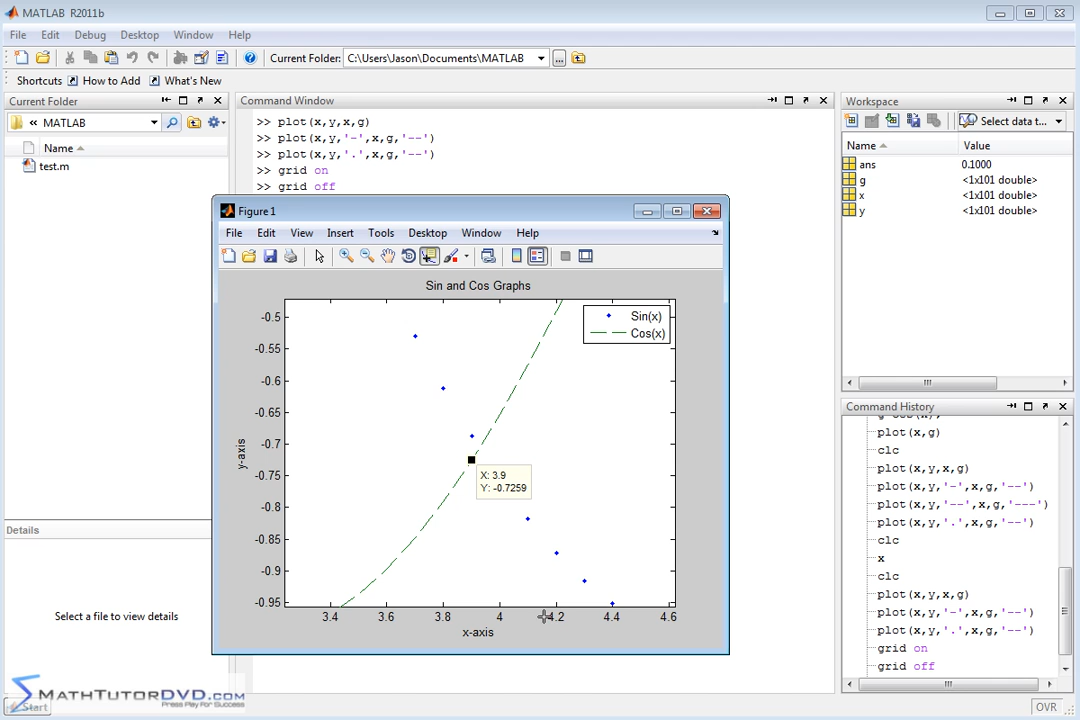 MATLAB R2011b
File Edit Debug Desktop Window Help
Current Folder: C:\Users\Jason\Documents\MATLAB ...
Shortcuts How to Add What's New
Current Folder
« MATLAB
Name
test.m
Details
Select a file to view details
Command Window
>> plot(x,y,x,g)
>> plot(x,y,'-',x,g,'--')
>> plot(x,y,'.',x,g,'--')
>> grid on
>> grid off
Figure 1
File Edit View Insert Tools Desktop Window Help
Sin and Cos Graphs
Sin(x)
Cos(x)
-0.5
-0.55
-0.6
-0.65
-0.7
-0.75
-0.8
-0.85
-0.9
-0.95
y-axis
X: 3.9
Y: -0.7259
3.4 3.6 3.8 4 4.2 4.4 4.6
x-axis
Workspace
Select data t...
Name Value
ans 0.1000
g <1x101 double>
x <1x101 double>
y <1x101 double>
Command History
plot(x,g)
clc
plot(x,y,x,g)
plot(x,y,'-',x,g,'--')
plot(x,y,'--',x,g,'---')
plot(x,y,'.',x,g,'--')
clc
x
clc
plot(x,y,x,g)
plot(x,y,'-',x,g,'--')
plot(x,y,'.',x,g,'--')
grid on
grid off
MATHTUTORDVD.COM
Press Play For Success
Start
OVR